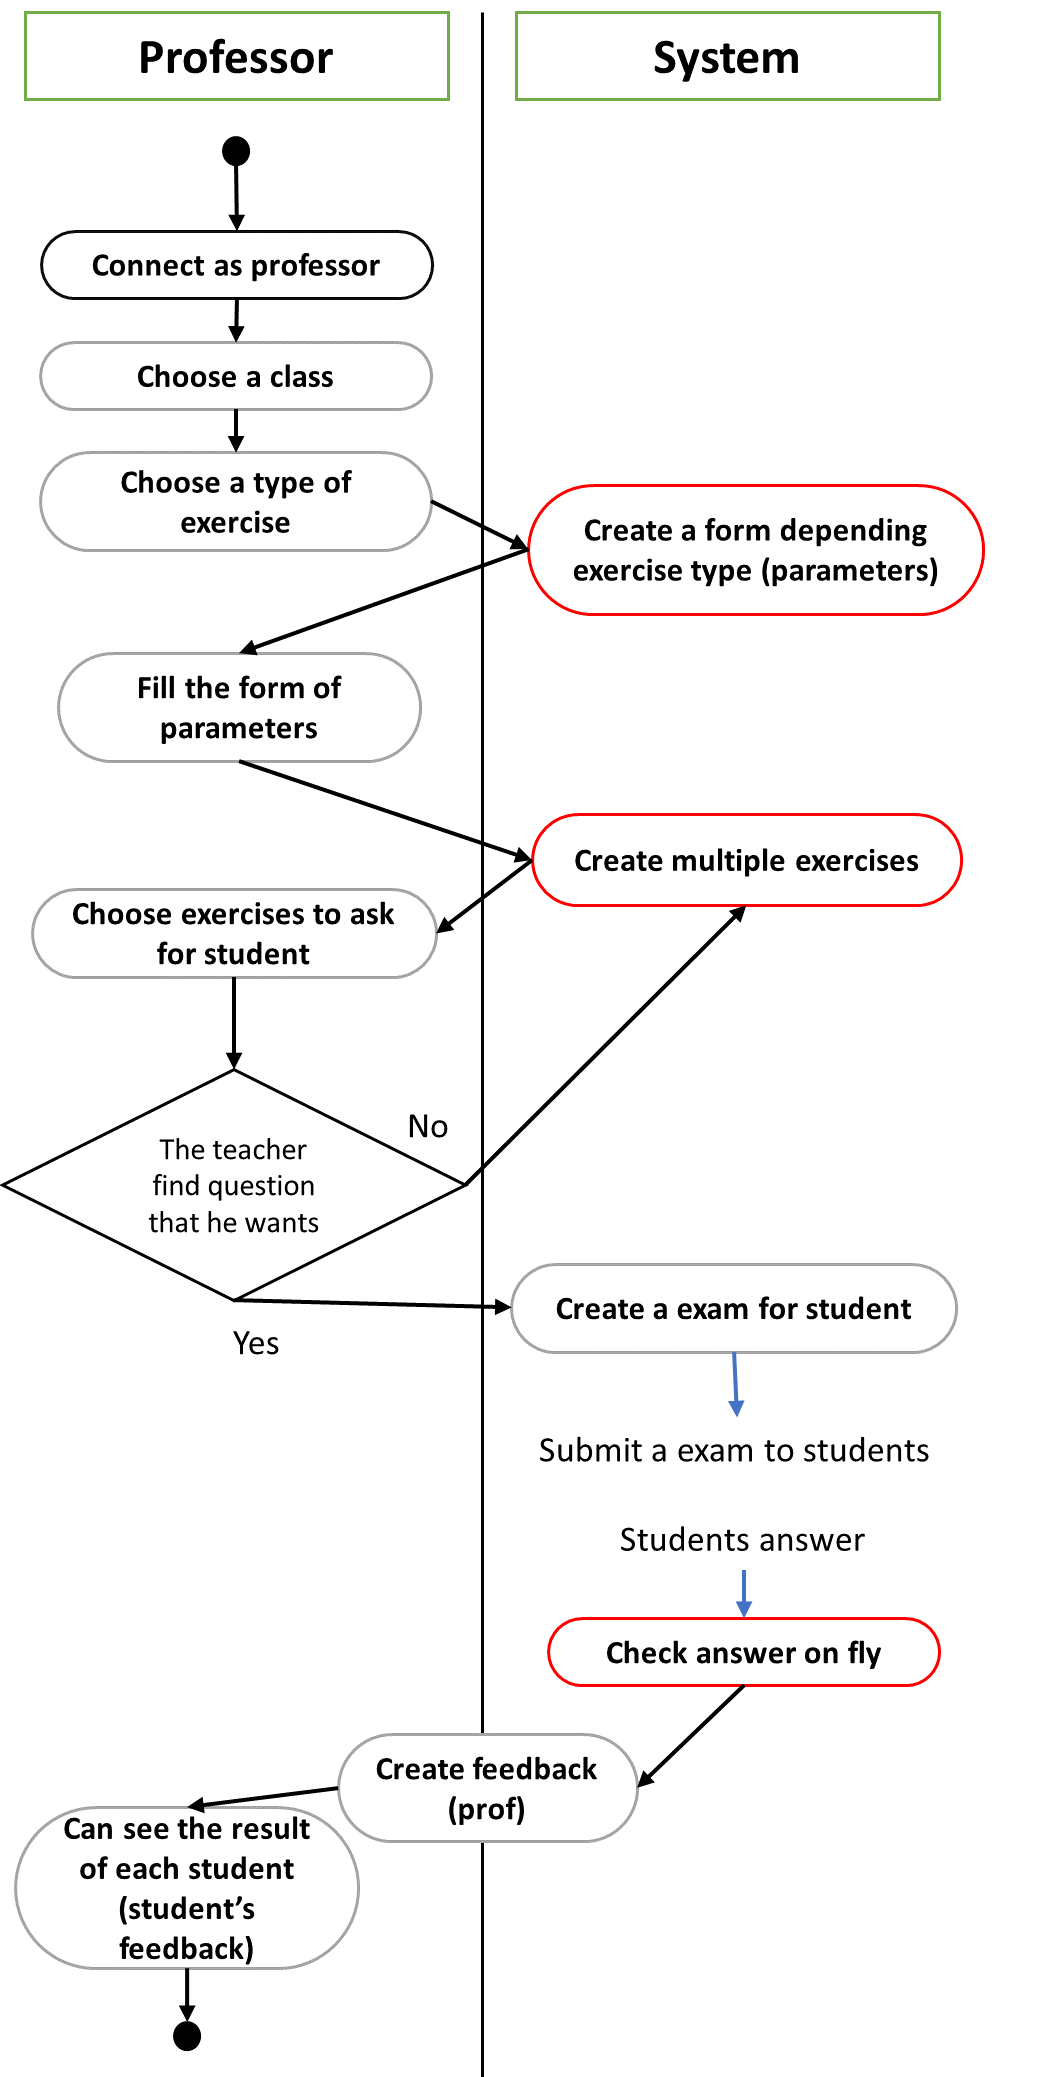 Professor
System
Connect as professor
Choose a class
Choose a type of
exercise
Create a form depending
exercise type (parameters)
Fill the form of
parameters
Create multiple exercises
Choose exercises to ask
for student
No
The teacher
find question
that he wants
Create a exam for student
Yes
Submit a exam to students
Students answer
Check answer on fly
Create feedback
(prof)
Can see the result
of each student
(student’s
feedback)